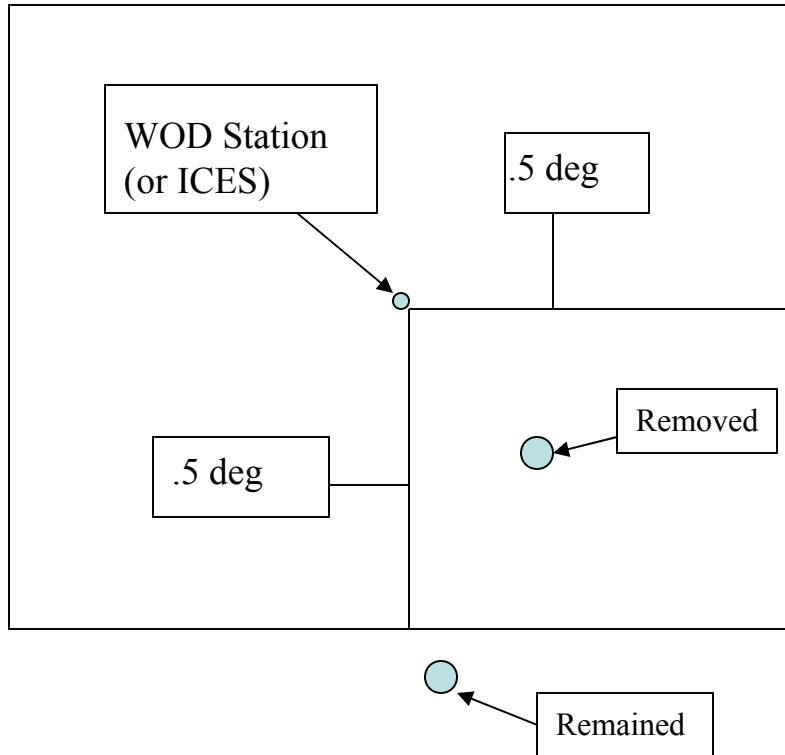 WOD Station
(or ICES)
.5 deg
.5 deg
Removed
Remained